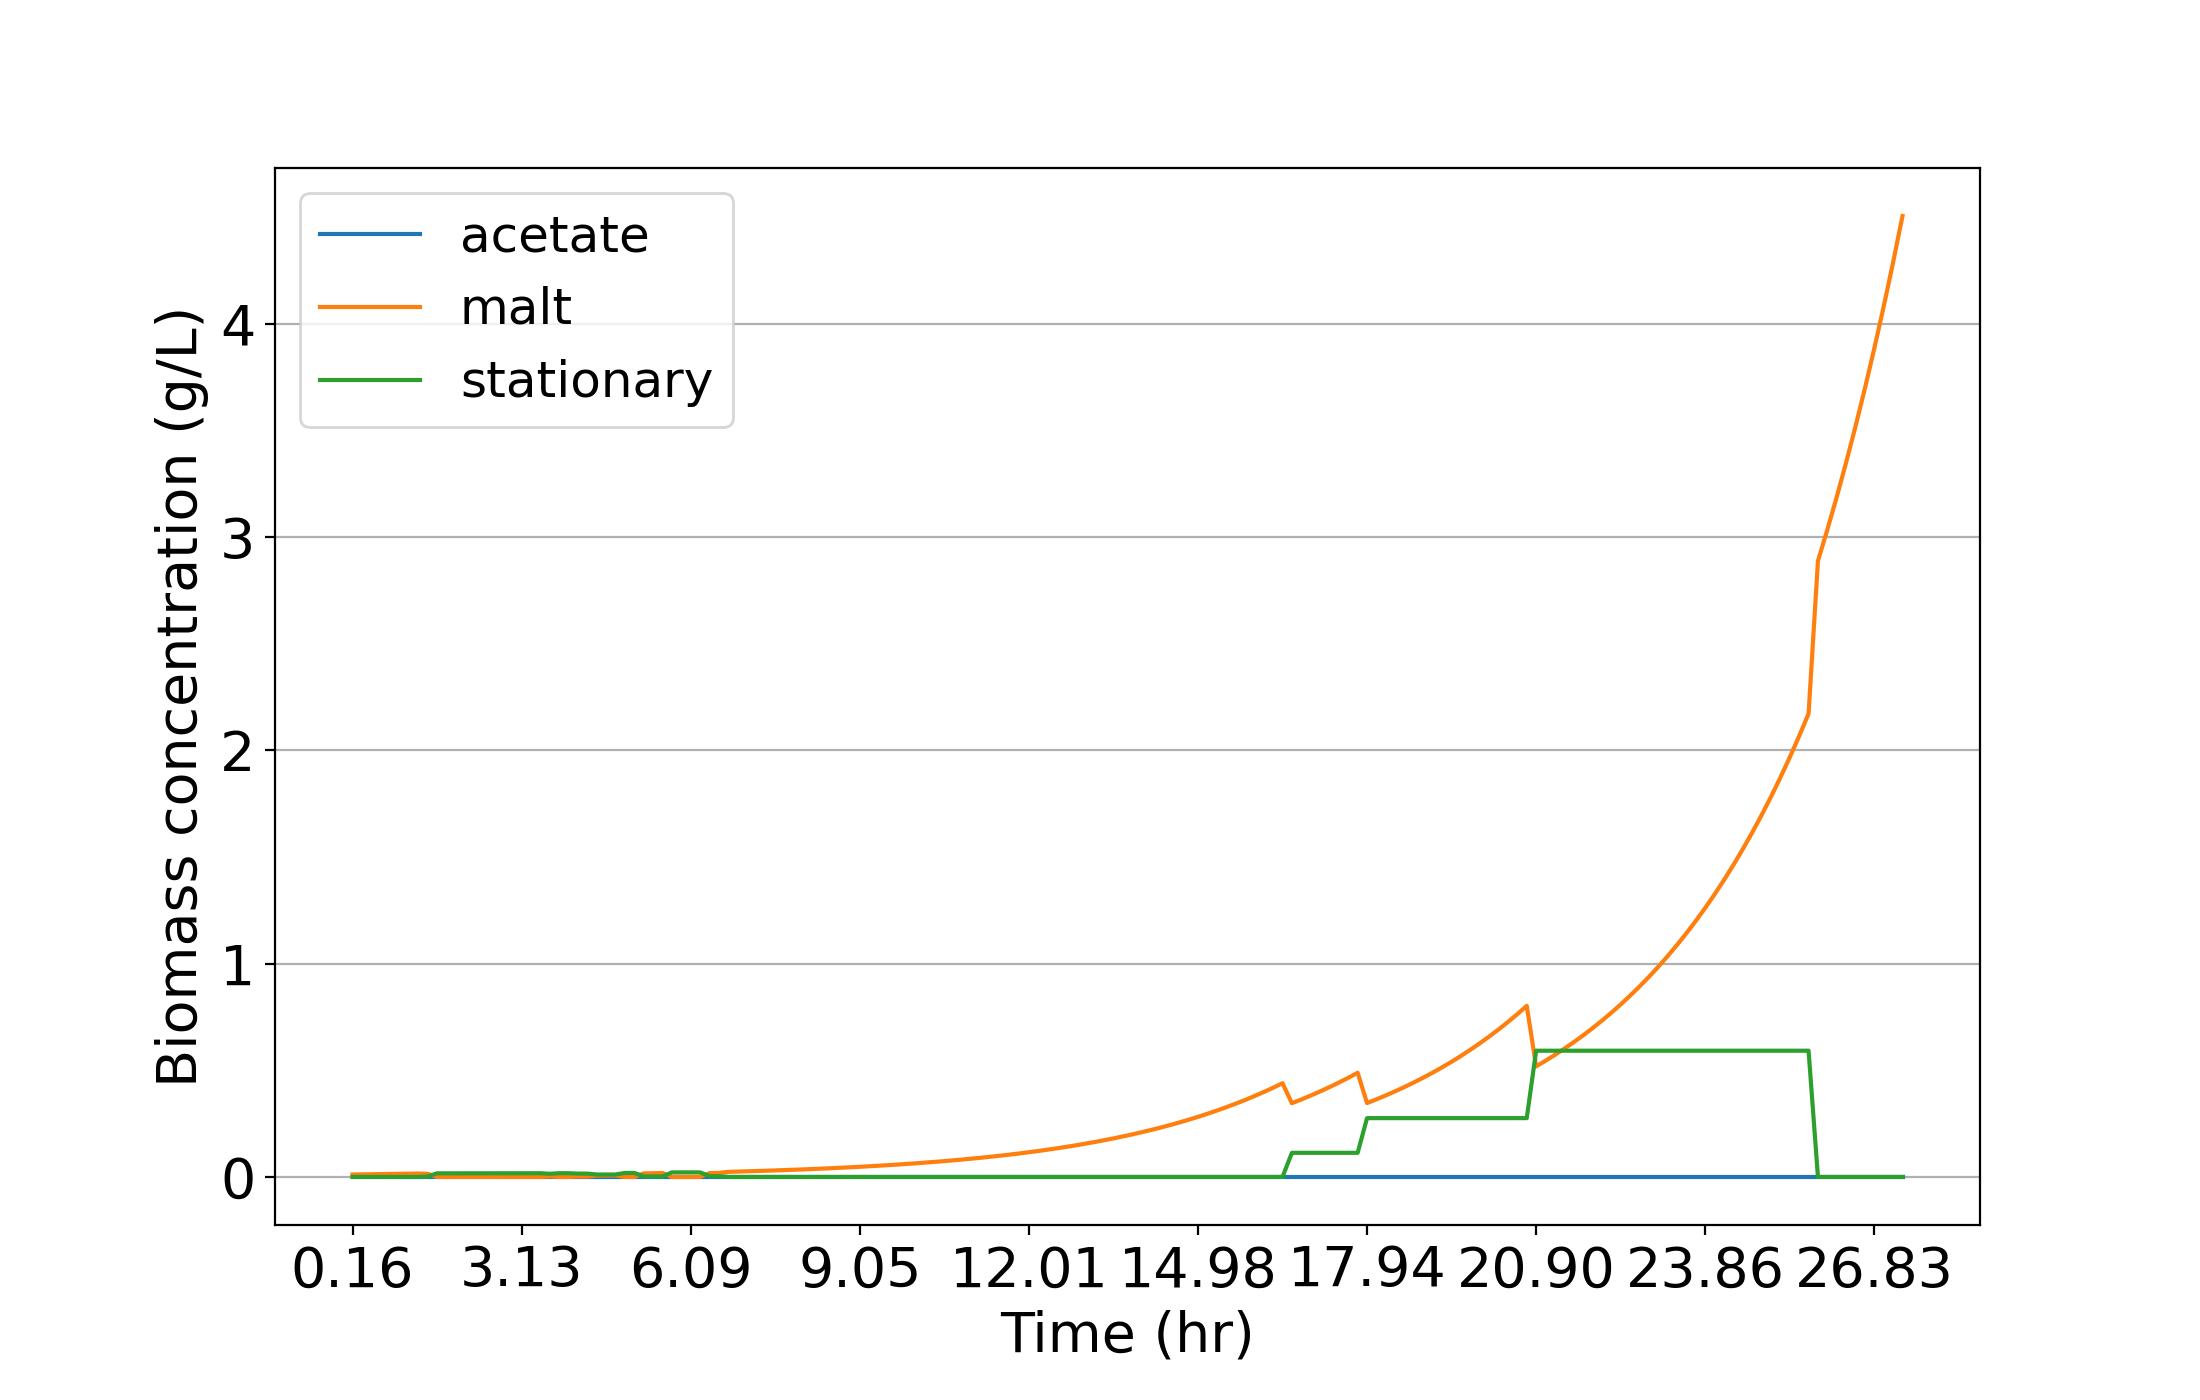 acetate
malt
stationary
Biomass concentration (g/L)
4
3
2
1
0
0.16 3.13 6.09 9.05 12.01 14.98 17.94 20.90 23.86 26.83
Time (hr)